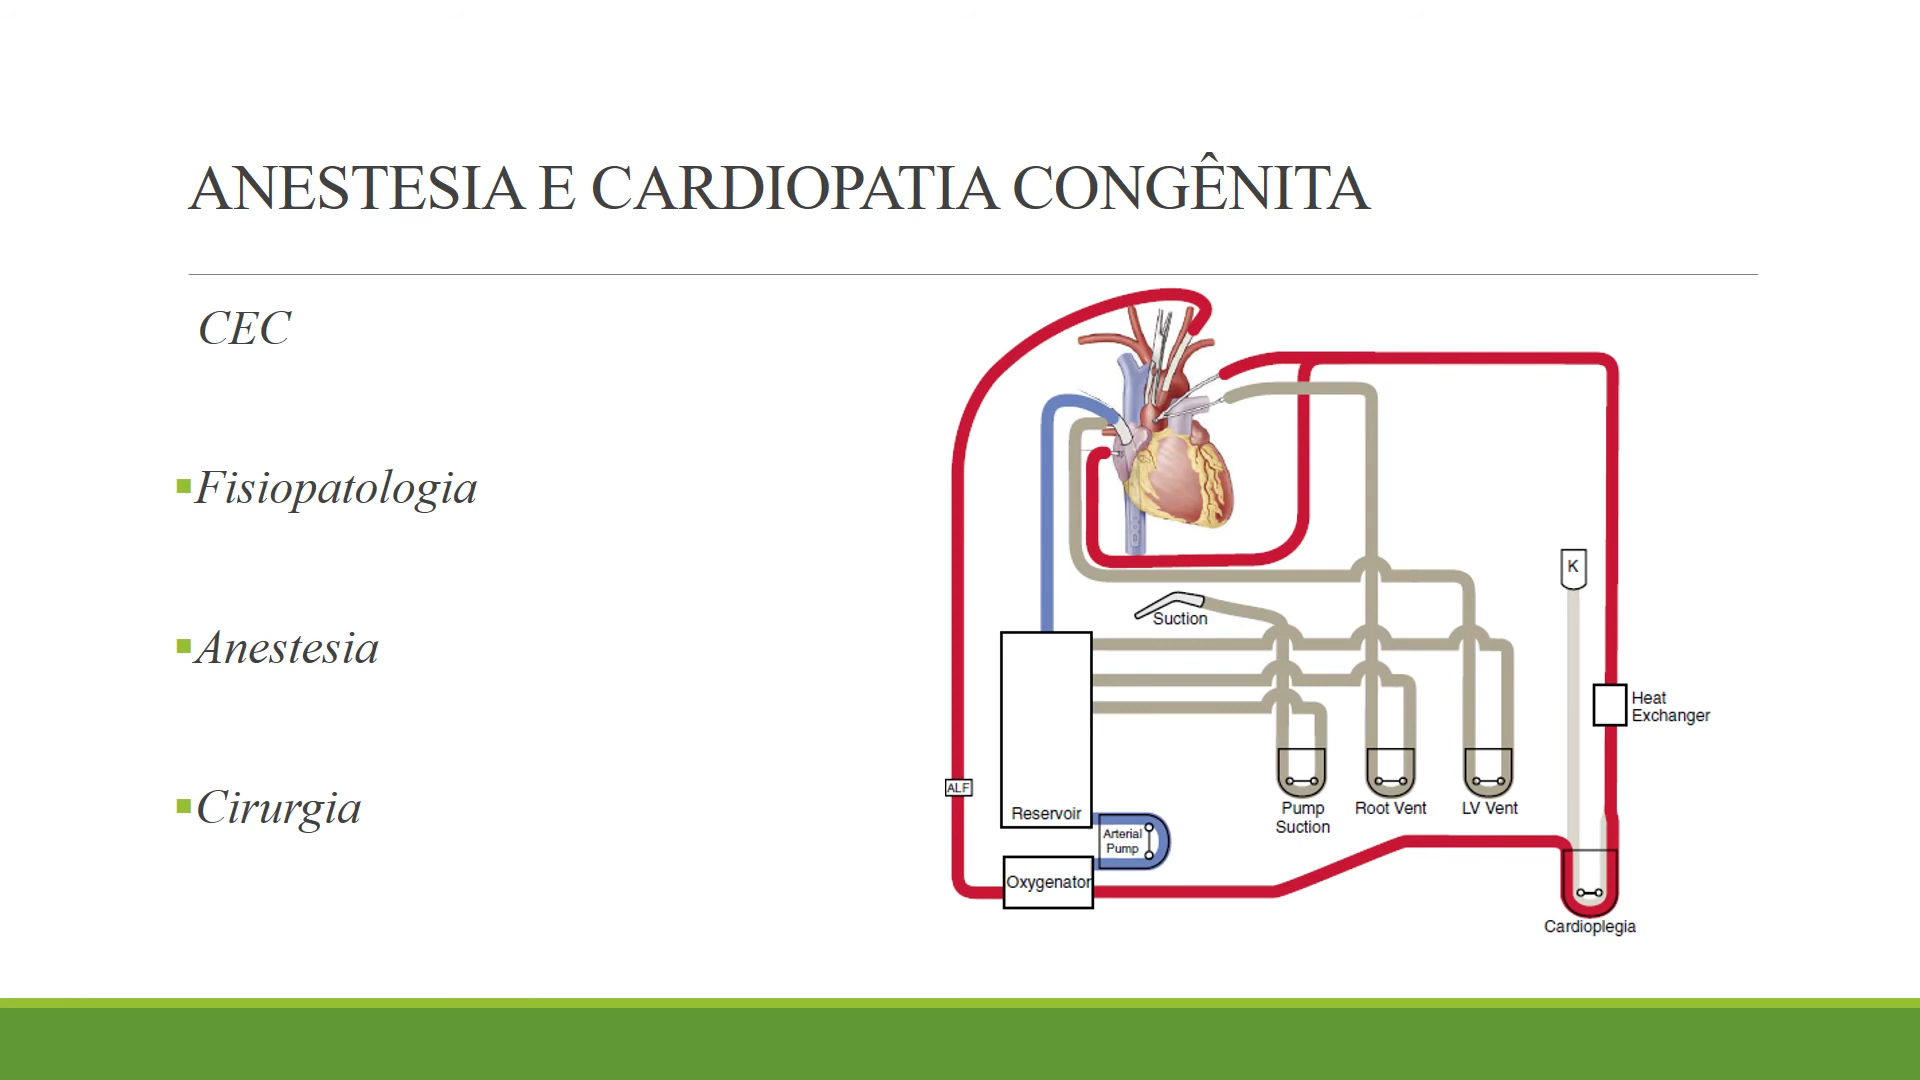 ANESTESIA E CARDIOPATIA CONGÊNITA
CEC
Fisiopatologia
Anestesia
Cirurgia
K
Suction
Heat
Exchanger
ALF
Reservoir
Arterial
Pump
Oxygenator
Pump
Suction
Root Vent
LV Vent
Cardioplegia